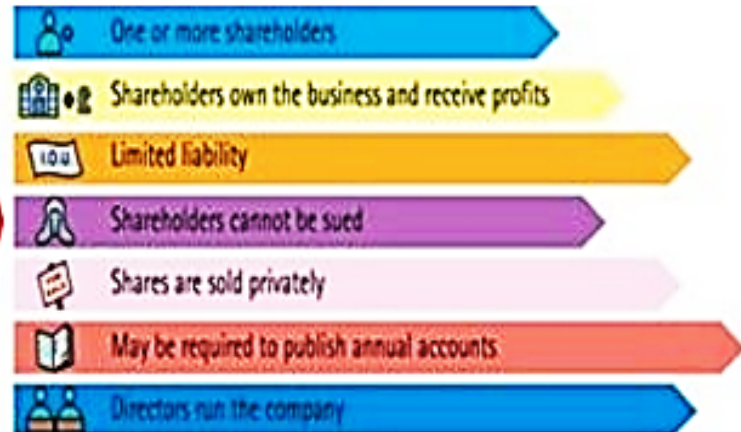 One or more shareholders
Shareholders own the business and receive profits
I O U
Limited liability
Shareholders cannot be sued
Shares are sold privately
May be required to publish annual accounts
Directors run the company